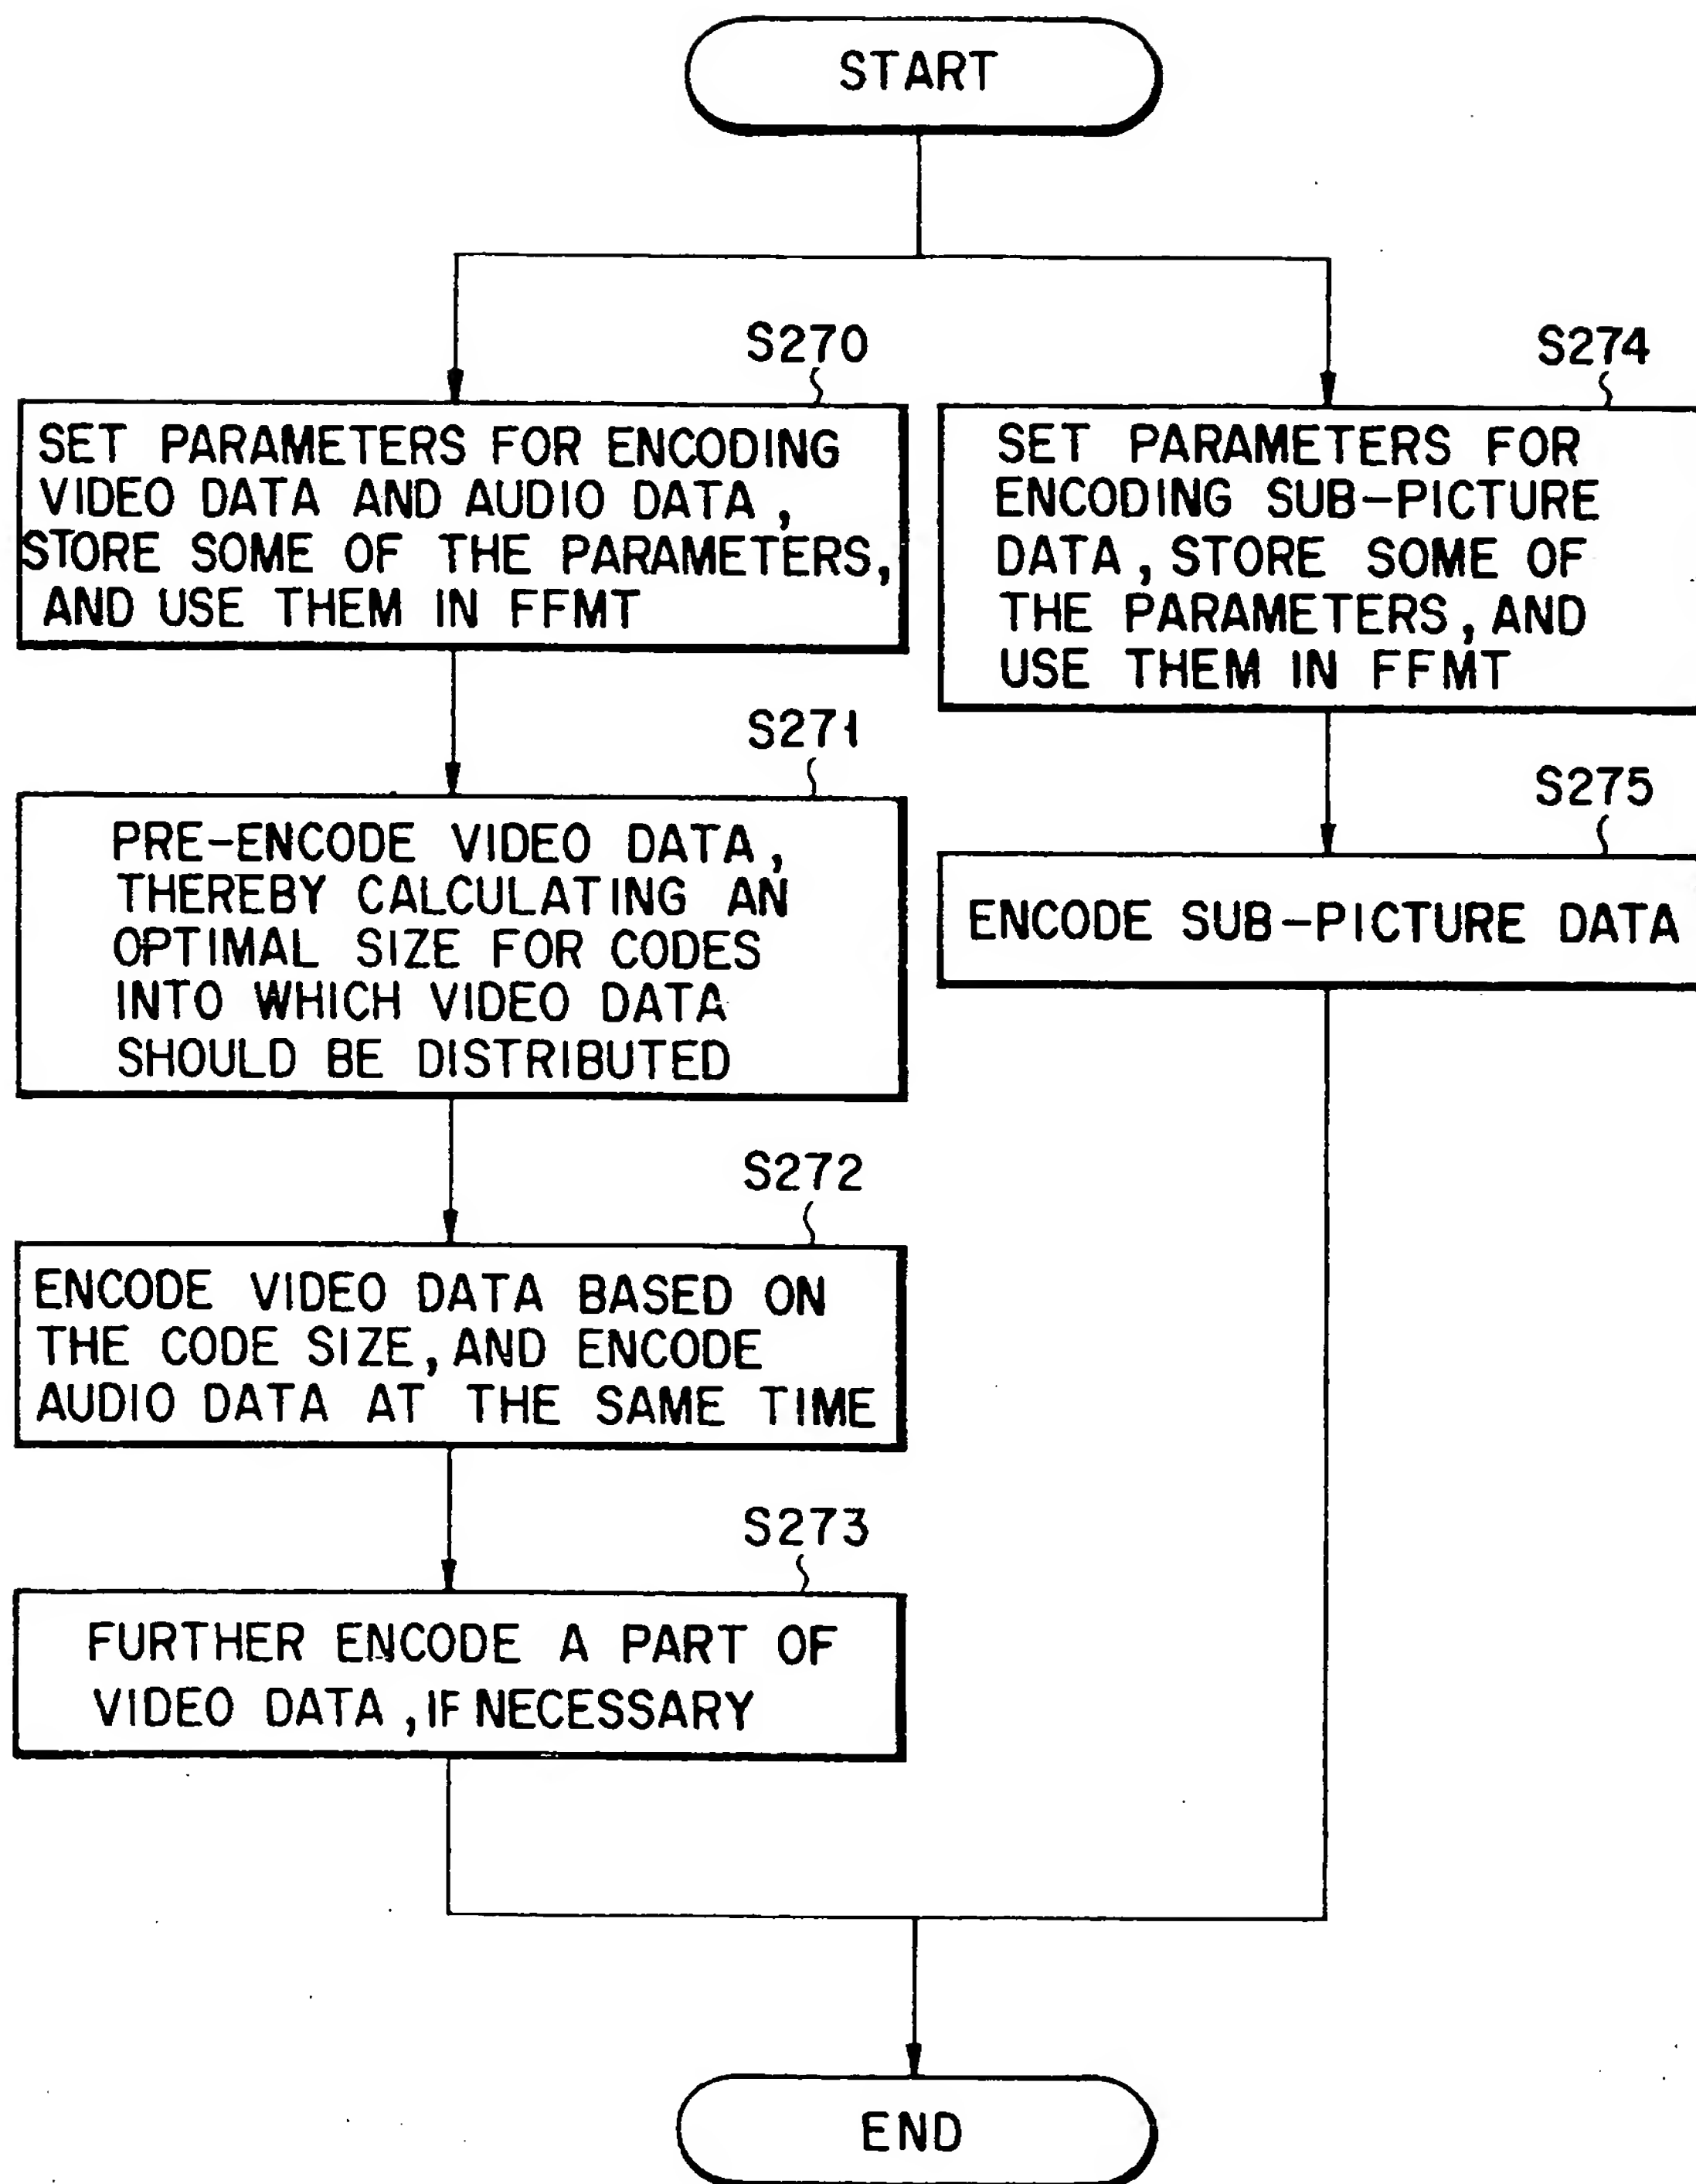 START
S270
SET PARAMETERS FOR ENCODING
VIDEO DATA AND AUDIO DATA,
STORE SOME OF THE PARAMETERS,
AND USE THEM IN FFMT
S271
PRE-ENCODE VIDEO DATA,
THEREBY CALCULATING AN
OPTIMAL SIZE FOR CODES
INTO WHICH VIDEO DATA
SHOULD BE DISTRIBUTED
S272
ENCODE VIDEO DATA BASED ON
THE CODE SIZE, AND ENCODE
AUDIO DATA AT THE SAME TIME
S273
FURTHER ENCODE A PART OF
VIDEO DATA, IF NECESSARY
S274
SET PARAMETERS FOR
ENCODING SUB-PICTURE
DATA, STORE SOME OF
THE PARAMETERS, AND
USE THEM IN FFMT
S275
ENCODE SUB-PICTURE DATA
END